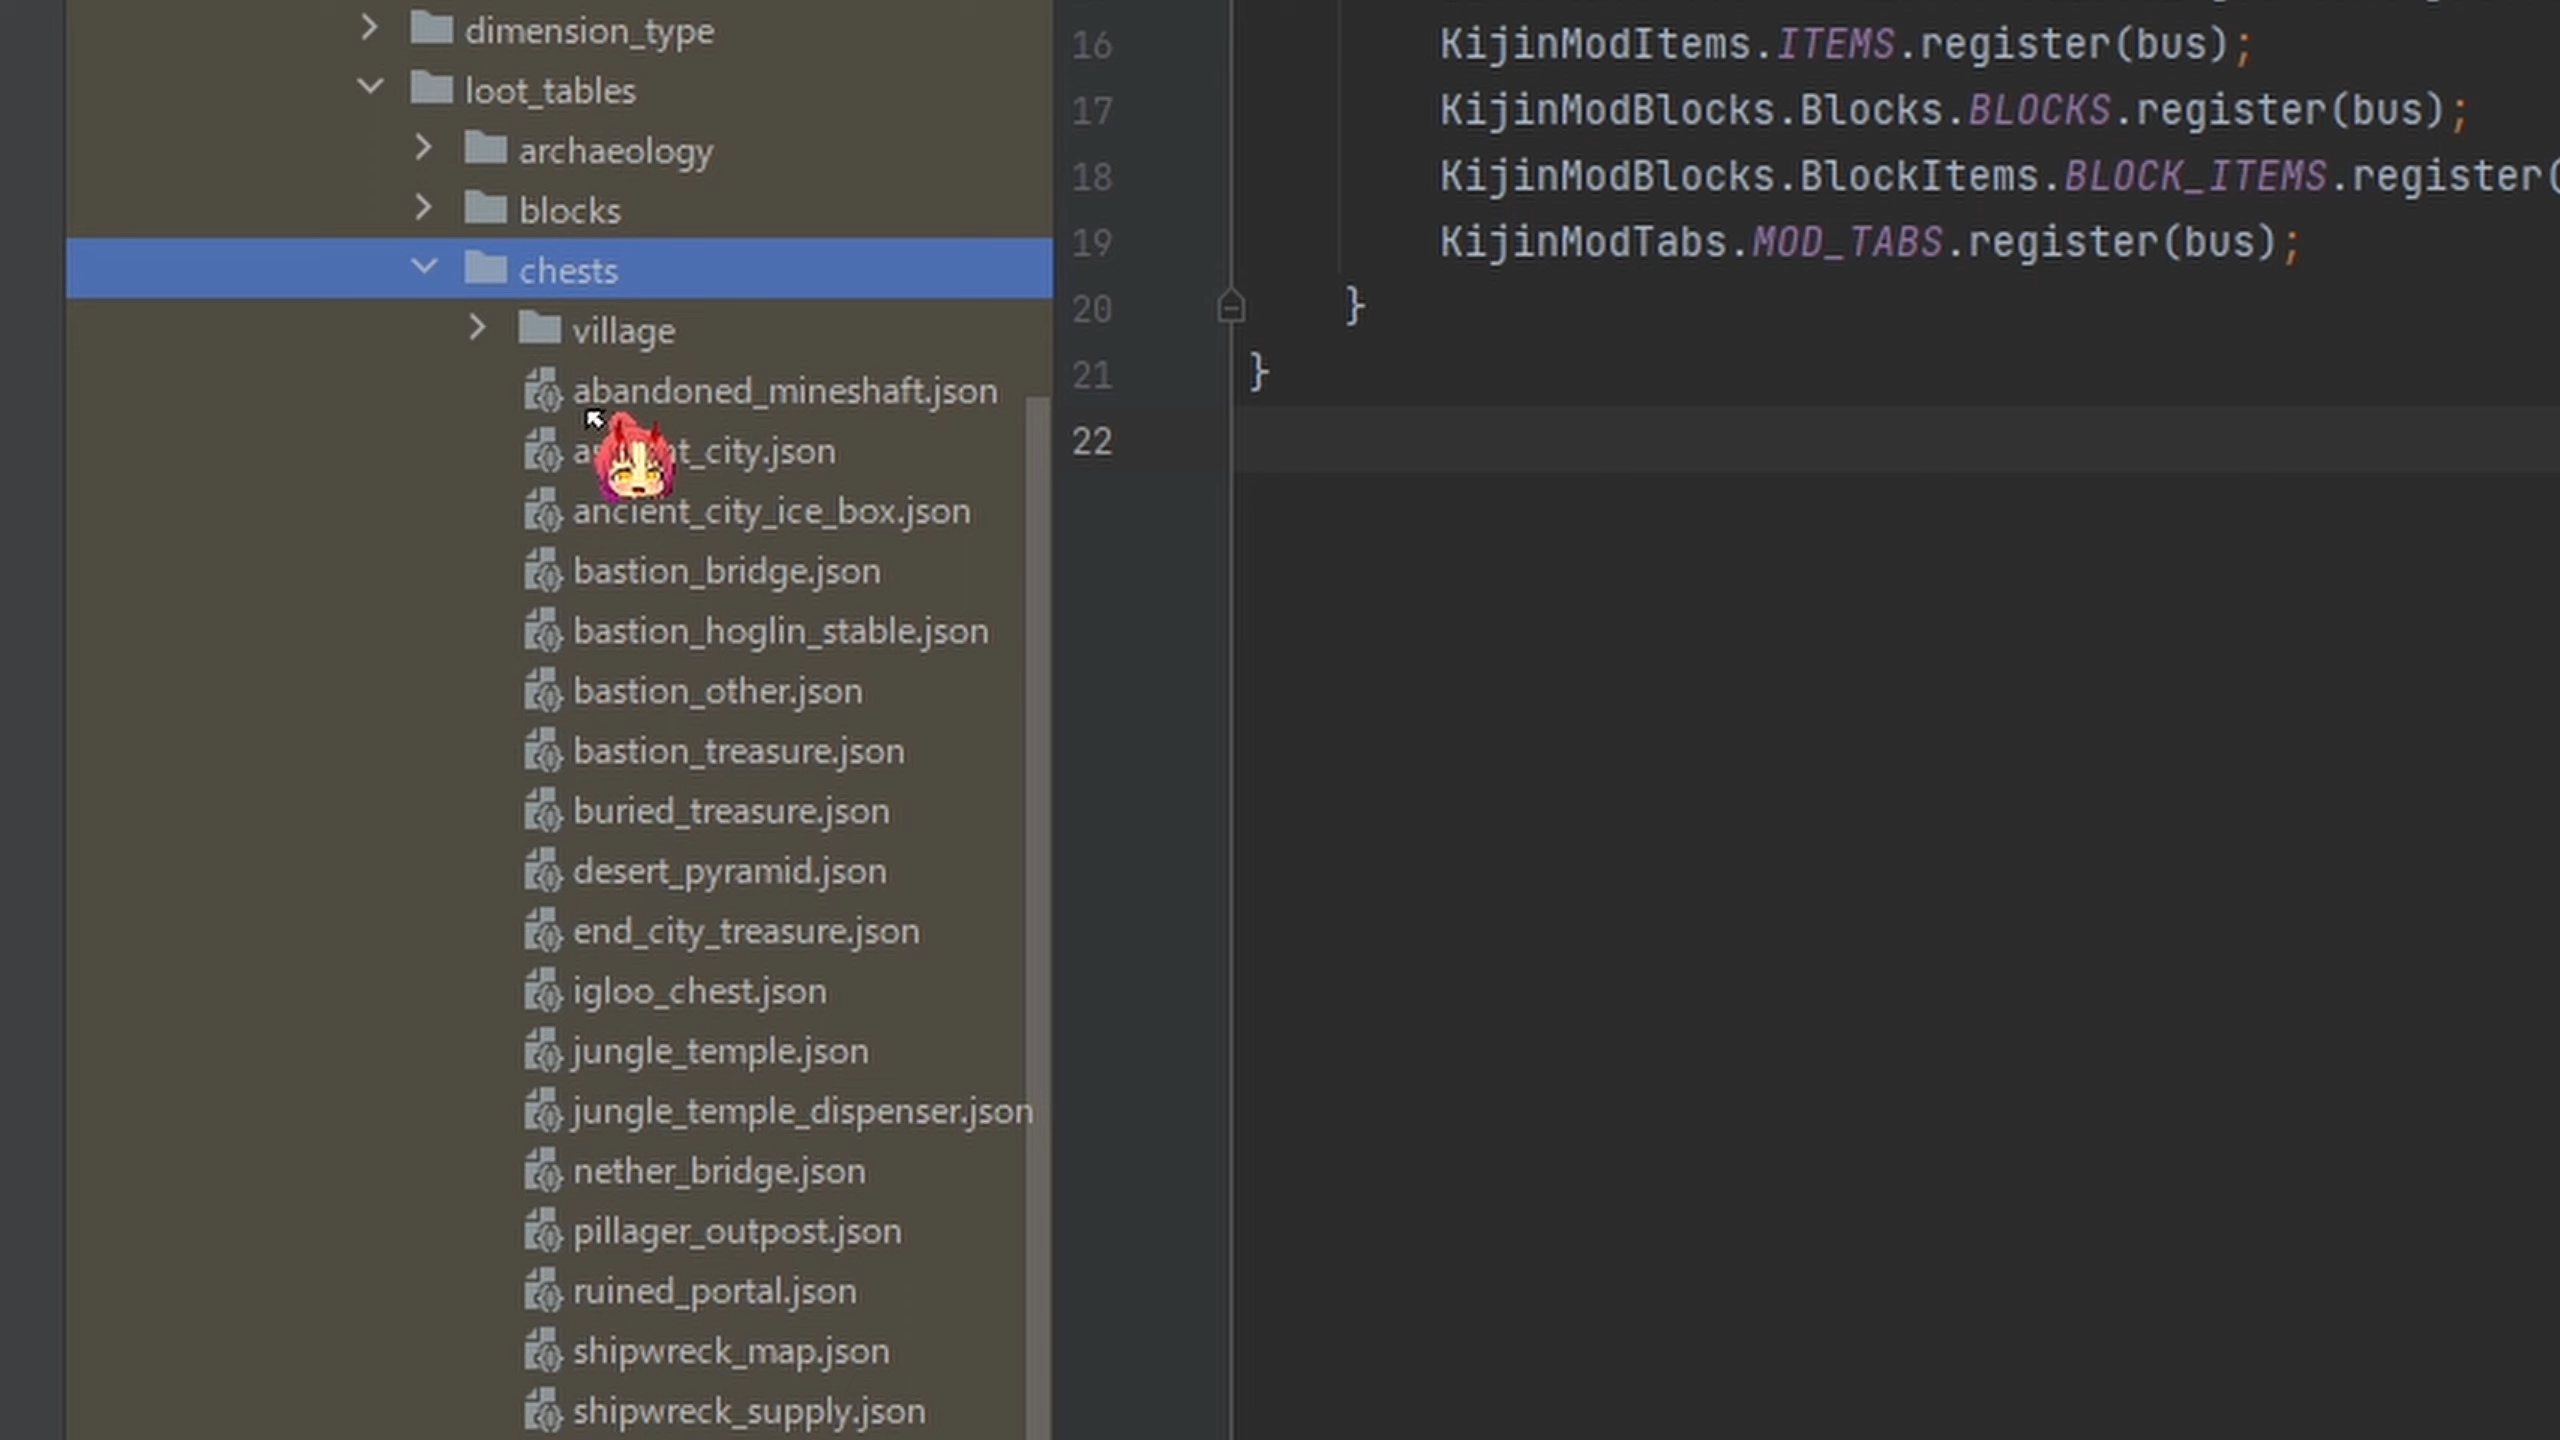 dimension_type
loot_tables
archaeology
blocks
chests
village
abandoned_mineshaft.json
t_city.json
ancient_city_ice_box.json
bastion_bridge.json
bastion_hoglin_stable.json
bastion_other.json
bastion_treasure.json
buried_treasure.json
desert_pyramid.json
end_city_treasure.json
igloo_chest.json
jungle_temple.json
jungle_temple_dispenser.json
nether_bridge.json
pillager_outpost.json
ruined_portal.json
shipwreck_map.json
shipwreck_supply.json
16 KijinModItems.ITEMS.register(bus);
17 KijinModBlocks.Blocks.BLOCKS.register(bus);
18 KijinModBlocks.BlockItems.BLOCK_ITEMS.register(
19 KijinModTabs.MOD_TABS.register(bus);
20 }
21 }
22